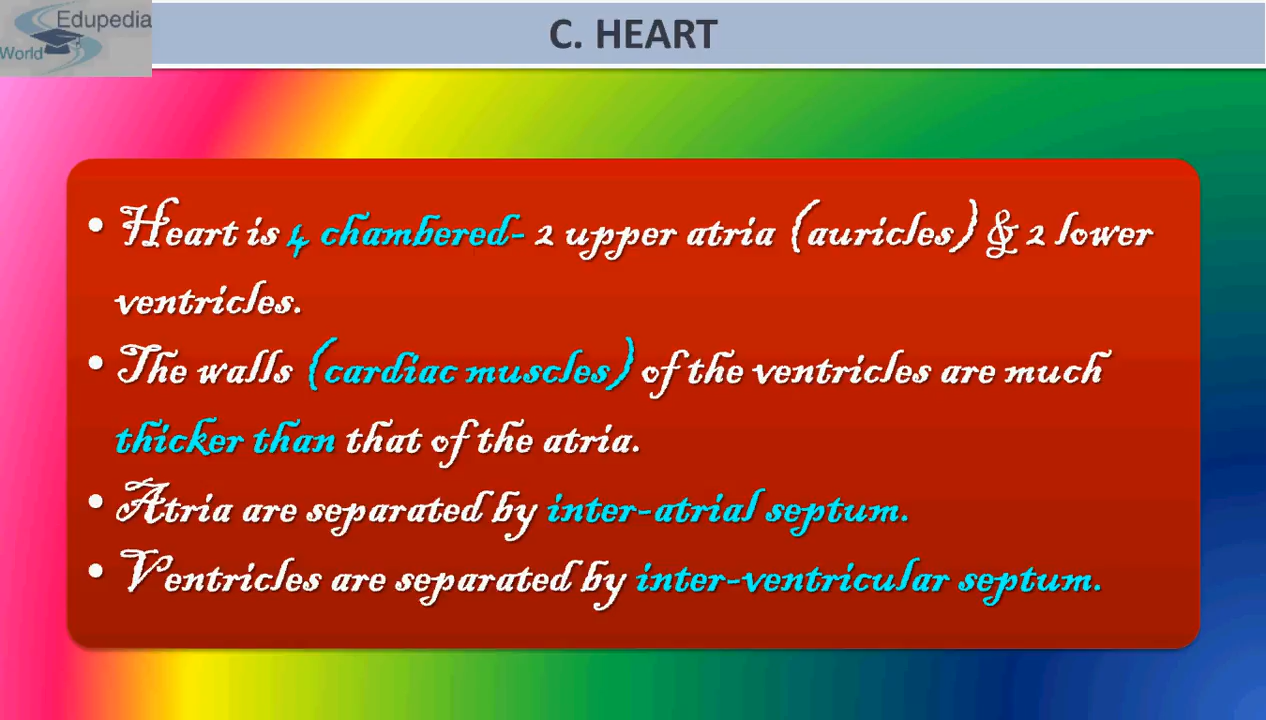 Edupedia
World
C. HEART
• Heart is 4 chambered- 2 upper atria (auricles) & 2 lower
ventricles.
• The walls (cardiac muscles) of the ventricles are much
thicker than that of the atria.
• Atria are separated by inter-atrial septum.
• Ventricles are separated by inter-ventricular septum.